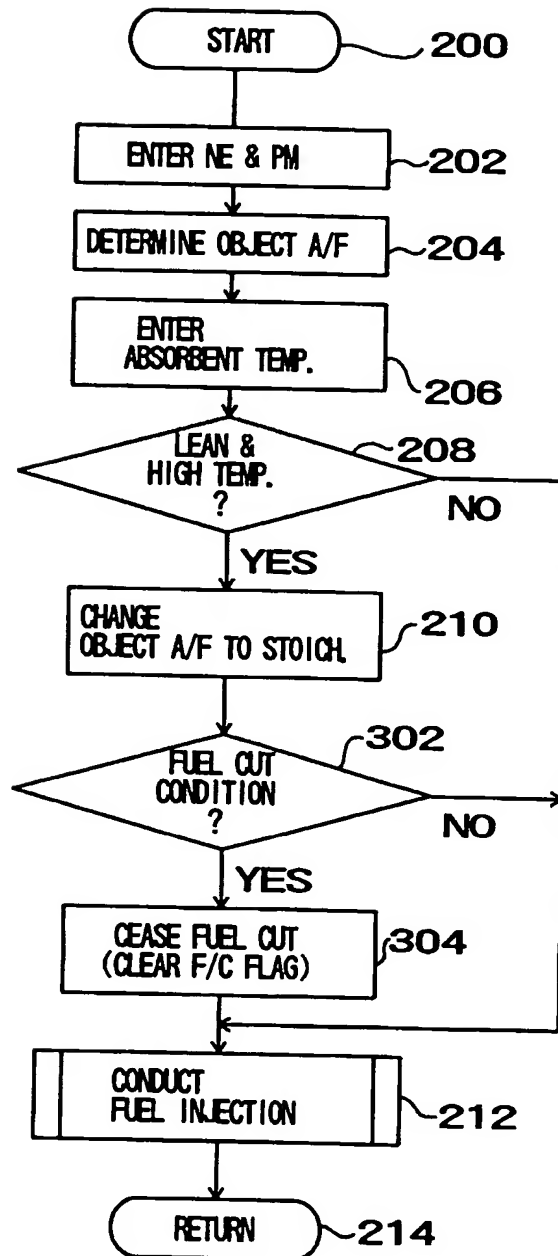 START
200
ENTER NE & PM
202
DETERMINE OBJECT A/F
204
ENTER
ABSORBENT TEMP.
206
LEAN &
HIGH TEMP.
?
208
NO
YES
CHANGE
OBJECT A/F TO STOICH.
210
FUEL CUT
CONDITION
?
302
NO
YES
CEASE FUEL CUT
(CLEAR F/C FLAG)
304
CONDUCT
FUEL INJECTION
212
RETURN
214